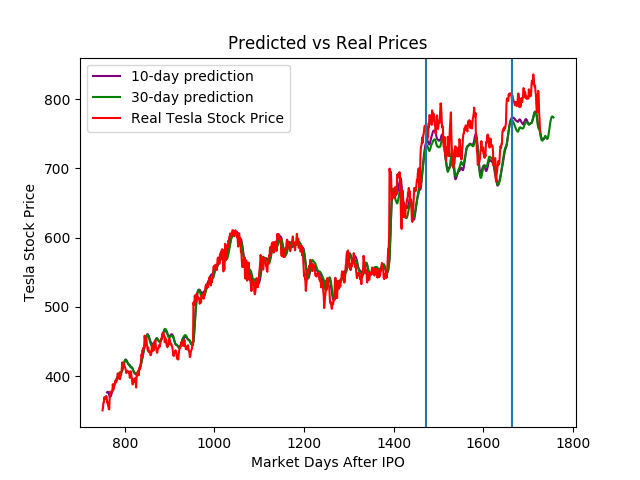 Predicted vs Real Prices
10-day prediction
30-day prediction
Real Tesla Stock Price
Tesla Stock Price
800
700
600
500
400
800
1000
1200
1400
1600
1800
Market Days After IPO